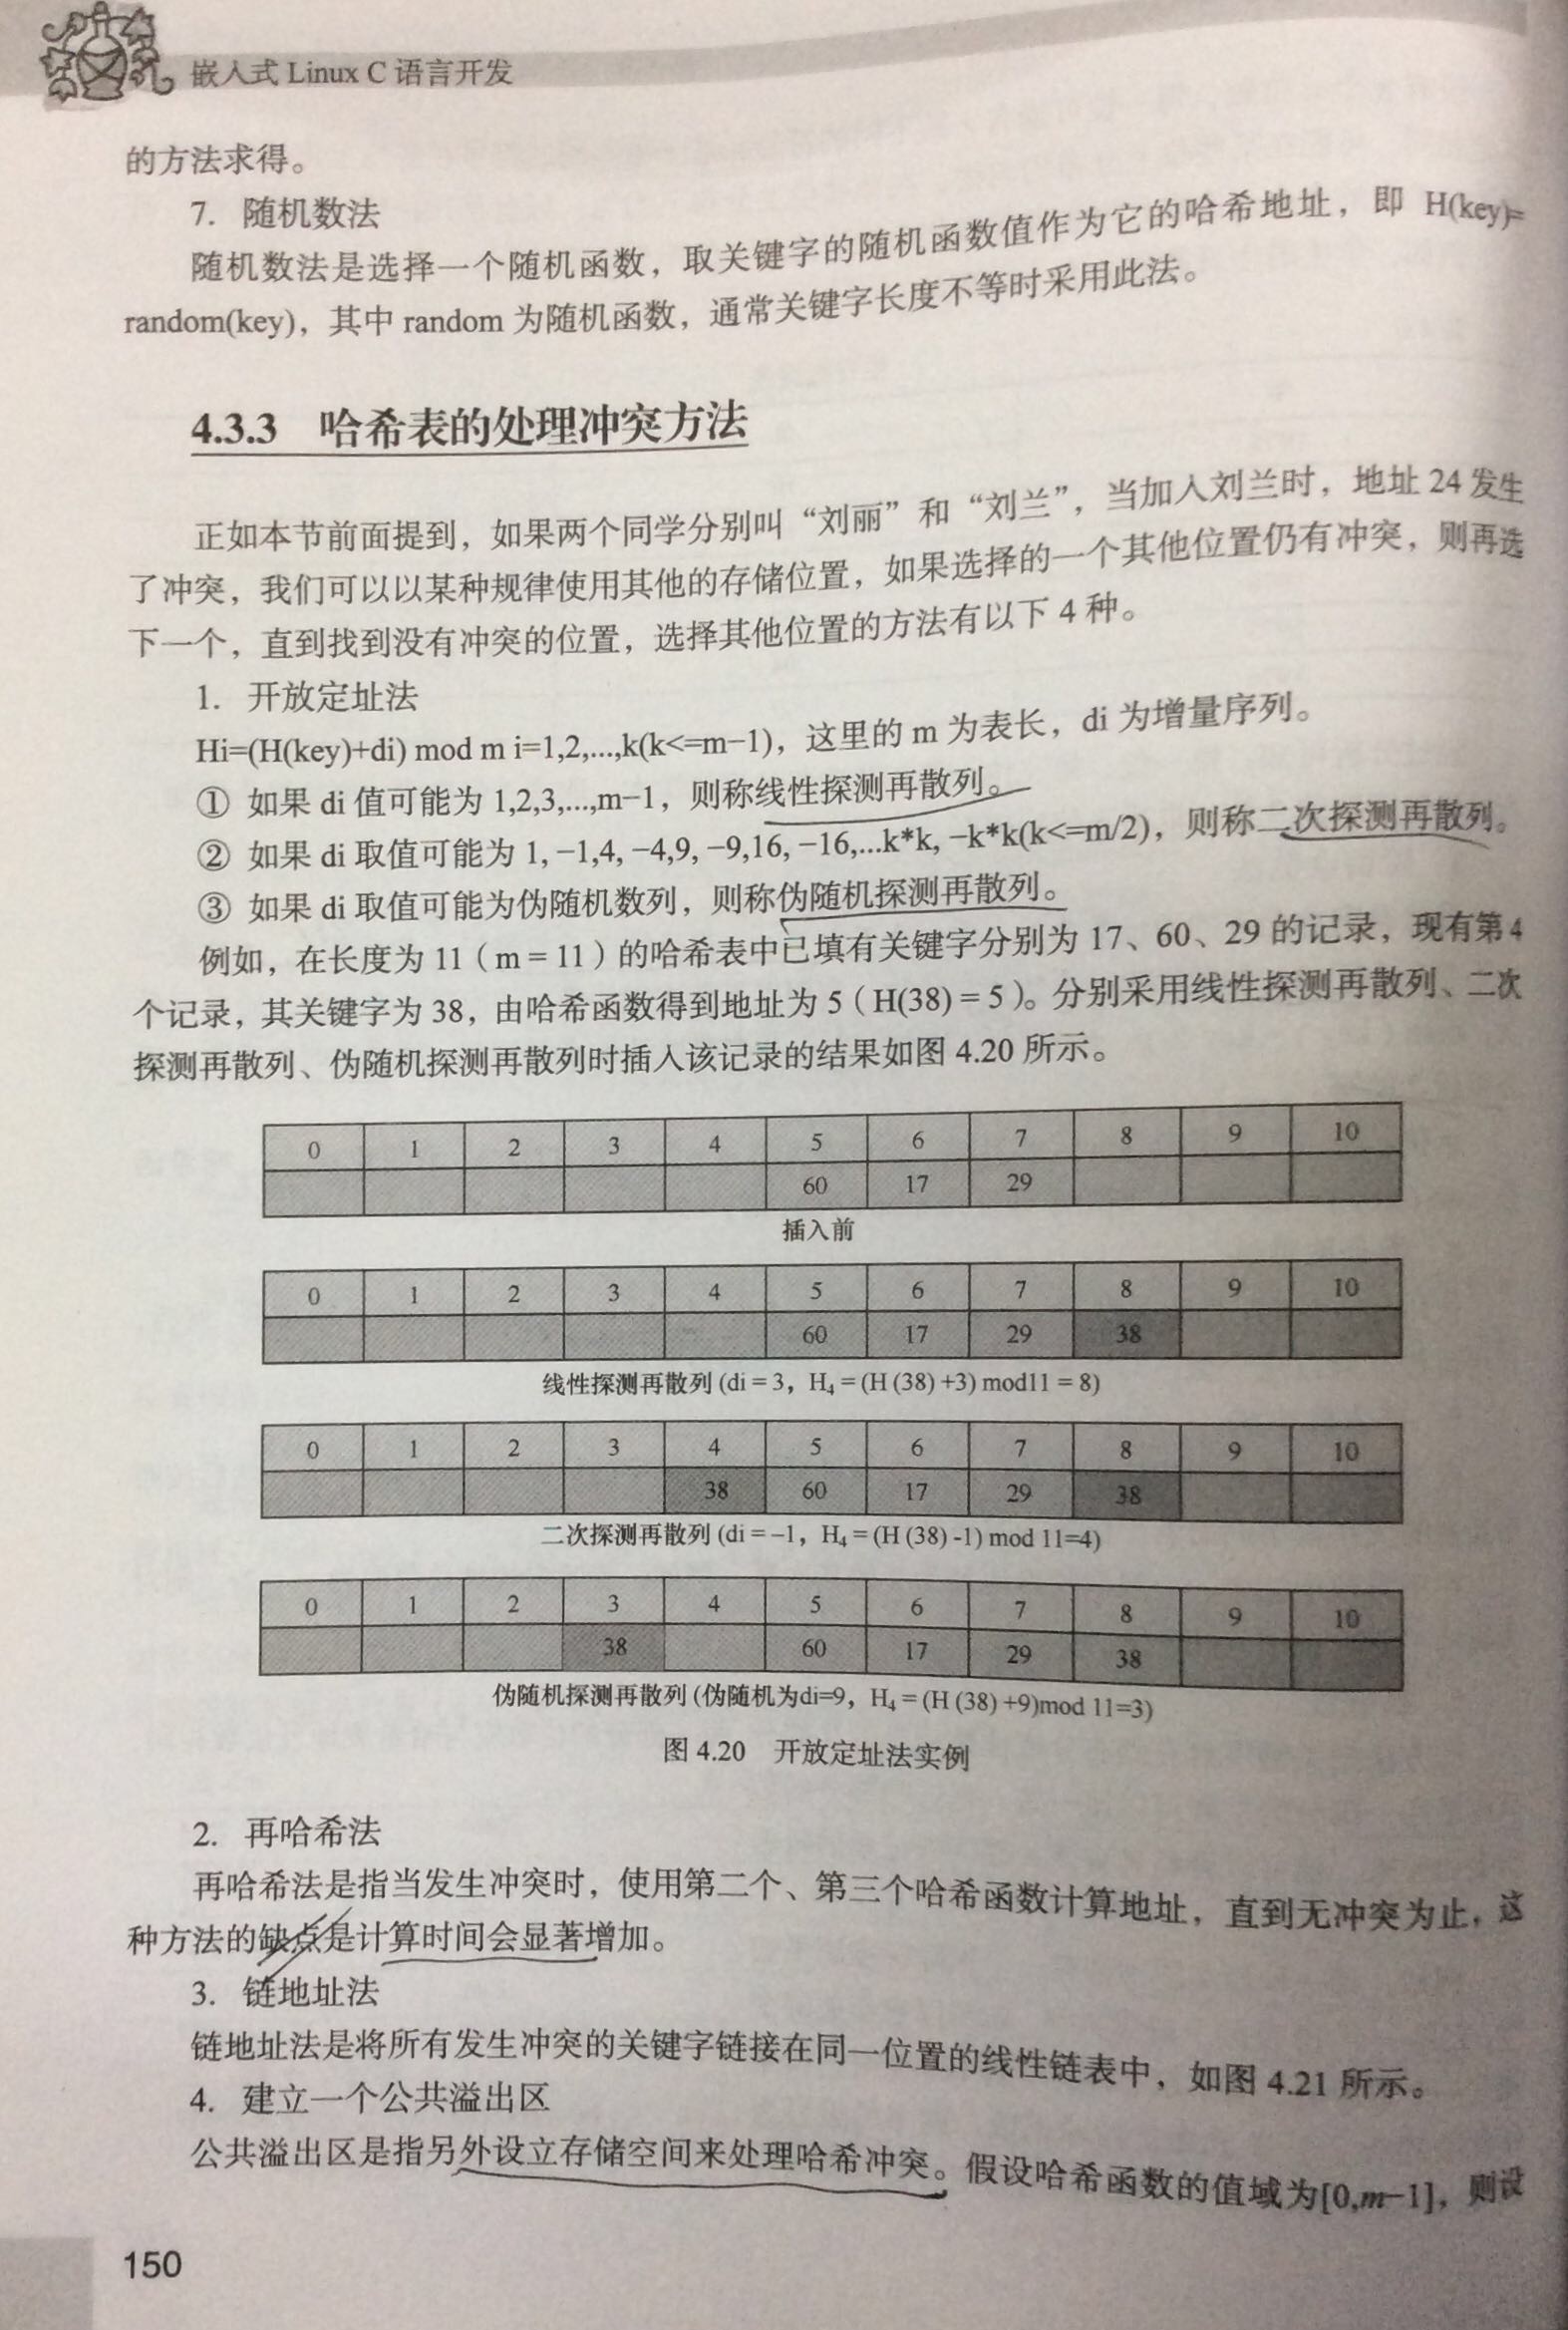 嵌入式 Linux C 语言开发
的方法求得。
7. 随机数法
随机数法是选择一个随机函数，取关键字的随机函数值作为它的哈希地址，即 H(key)=
random(key)，其中 random 为随机函数，通常关键字长度不等时采用此法。
4.3.3 哈希表的处理冲突方法
正如本节前面提到，如果两个同学分别叫“刘丽”和“刘兰”，当加入刘兰时，地址 24 发生
了冲突，我们可以以某种规律使用其他的存储位置，如果选择的一个其他位置仍有冲突，则再选
下一个，直到找到没有冲突的位置，选择其他位置的方法有以下 4 种。
1. 开放定址法
Hi=(H(key)+di) mod m i=1,2,...,k(k<=m−1)，这里的 m 为表长，di 为增量序列。
① 如果 di 值可能为 1,2,3,...,m−1，则称线性探测再散列。
② 如果 di 取值可能为 1, −1,4, −4,9, −9,16, −16,...k*k, −k*k(k<=m/2)，则称二次探测再散列。
③ 如果 di 取值可能为伪随机数列，则称伪随机探测再散列。
例如，在长度为 11（m = 11）的哈希表中已填有关键字分别为 17、60、29 的记录，现有第 4
个记录，其关键字为 38，由哈希函数得到地址为 5（H(38) = 5）。分别采用线性探测再散列、二次
探测再散列、伪随机探测再散列时插入该记录的结果如图 4.20 所示。
0 1 2 3 4 5 6 7 8 9 10
60 17 29
插入前
0 1 2 3 4 5 6 7 8 9 10
60 17 29 38
线性探测再散列 (di = 3，H₄ = (H (38) +3) mod11 = 8)
0 1 2 3 4 5 6 7 8 9 10
38 60 17 29 38
二次探测再散列 (di = −1，H₄ = (H (38) -1) mod 11=4)
0 1 2 3 4 5 6 7 8 9 10
38 60 17 29 38
伪随机探测再散列 (伪随机为di=9，H₄ = (H (38) +9)mod 11=3)
图 4.20 开放定址法实例
2. 再哈希法
再哈希法是指当发生冲突时，使用第二个、第三个哈希函数计算地址，直到无冲突为止，这
种方法的缺点是计算时间会显著增加。
3. 链地址法
链地址法是将所有发生冲突的关键字链接在同一位置的线性链表中，如图 4.21 所示。
4. 建立一个公共溢出区
公共溢出区是指另外设立存储空间来处理哈希冲突。假设哈希函数的值域为[0,m−1]，则设
150